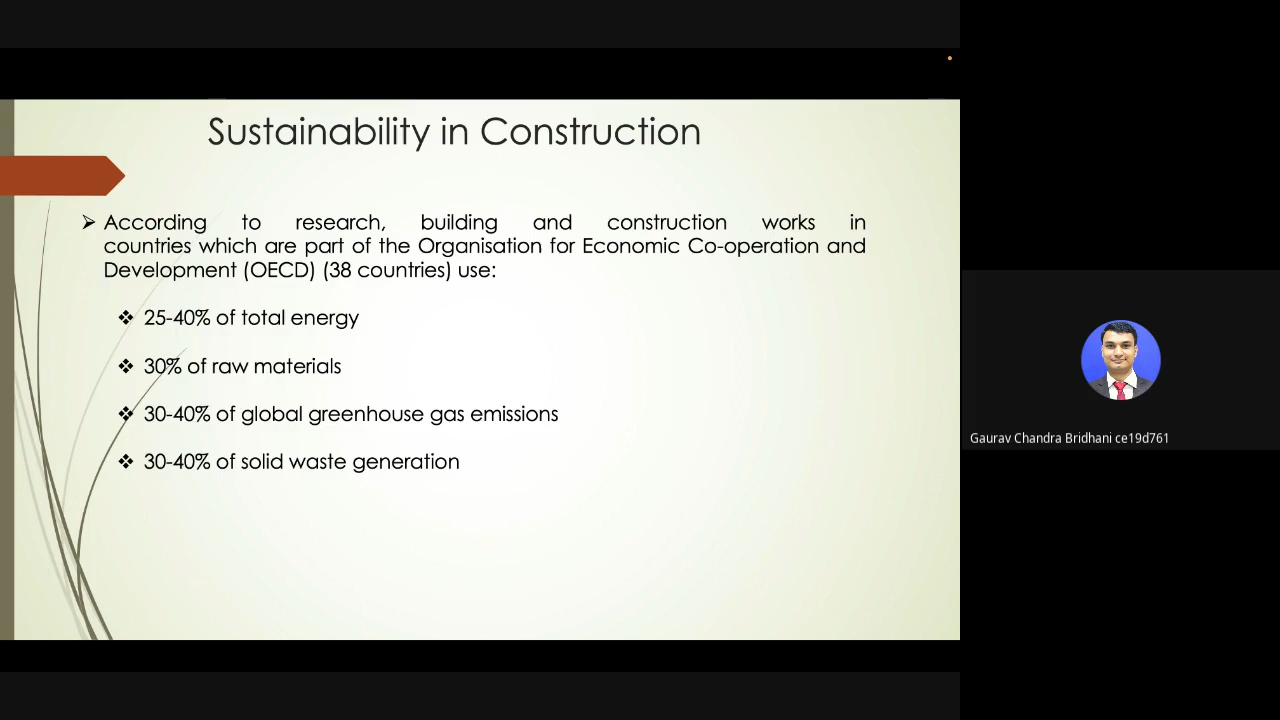 Sustainability in Construction
➢ According to research, building and construction works in
countries which are part of the Organisation for Economic Co-operation and
Development (OECD) (38 countries) use:
❖ 25-40% of total energy
❖ 30% of raw materials
❖ 30-40% of global greenhouse gas emissions
❖ 30-40% of solid waste generation
Gaurav Chandra Bridhani ce19d761